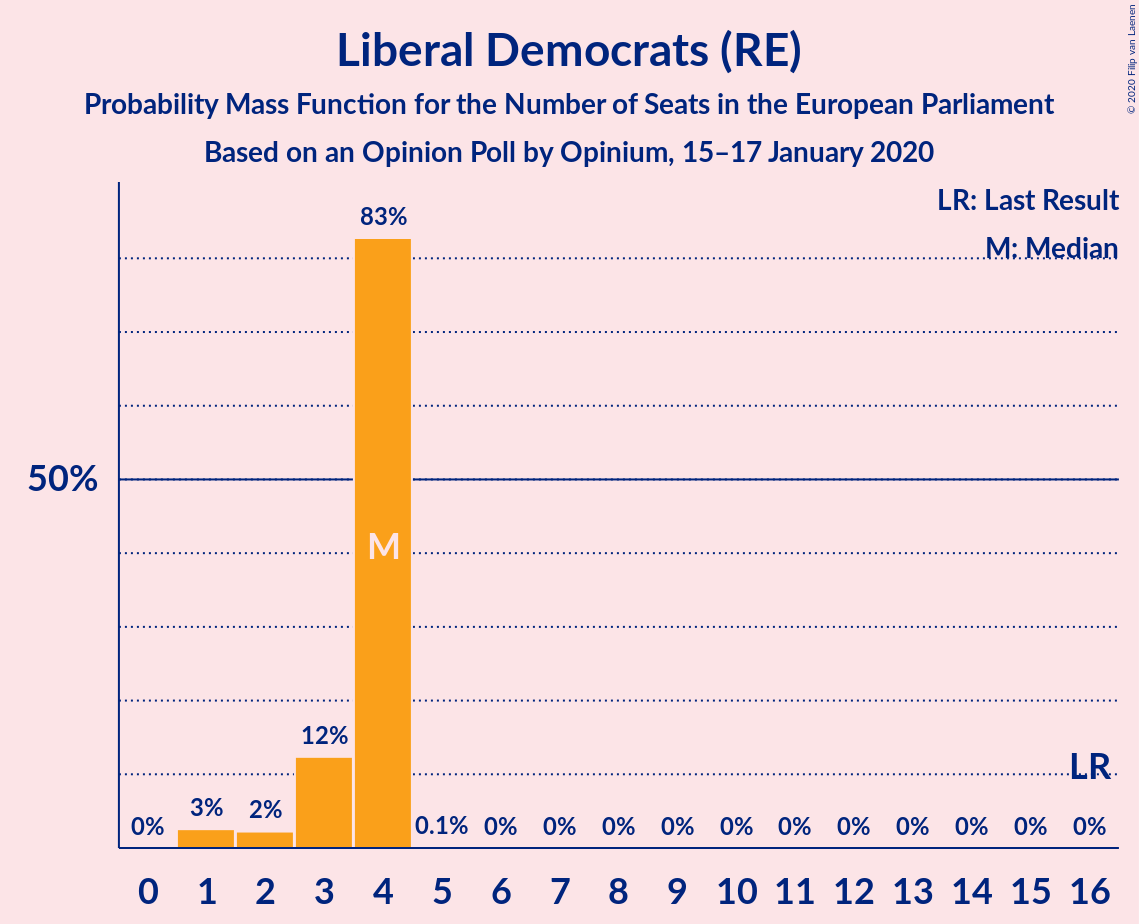 Liberal Democrats (RE)
Probability Mass Function for the Number of Seats in the European Parliament
Based on an Opinion Poll by Opinium, 15–17 January 2020
© 2020 Filip van Laenen
LR: Last Result
M: Median
83%
50%
M
12%
LR
0% 3% 2% 0.1% 0% 0% 0% 0% 0% 0% 0% 0% 0% 0% 0%
0 1 2 3 4 5 6 7 8 9 10 11 12 13 14 15 16